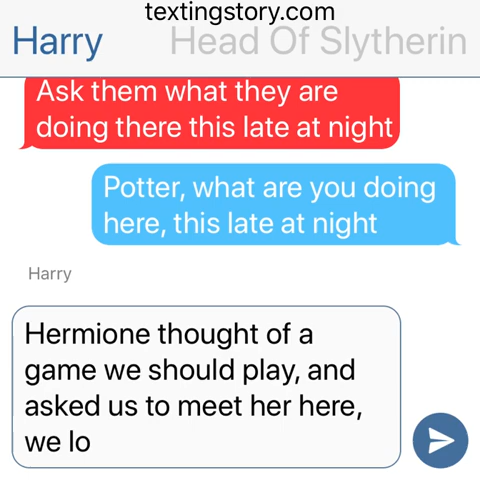 textingstory.com
Harry Head Of Slytherin
Ask them what they are
doing there this late at night
Potter, what are you doing
here, this late at night
Harry
Hermione thought of a
game we should play, and
asked us to meet her here,
we lo